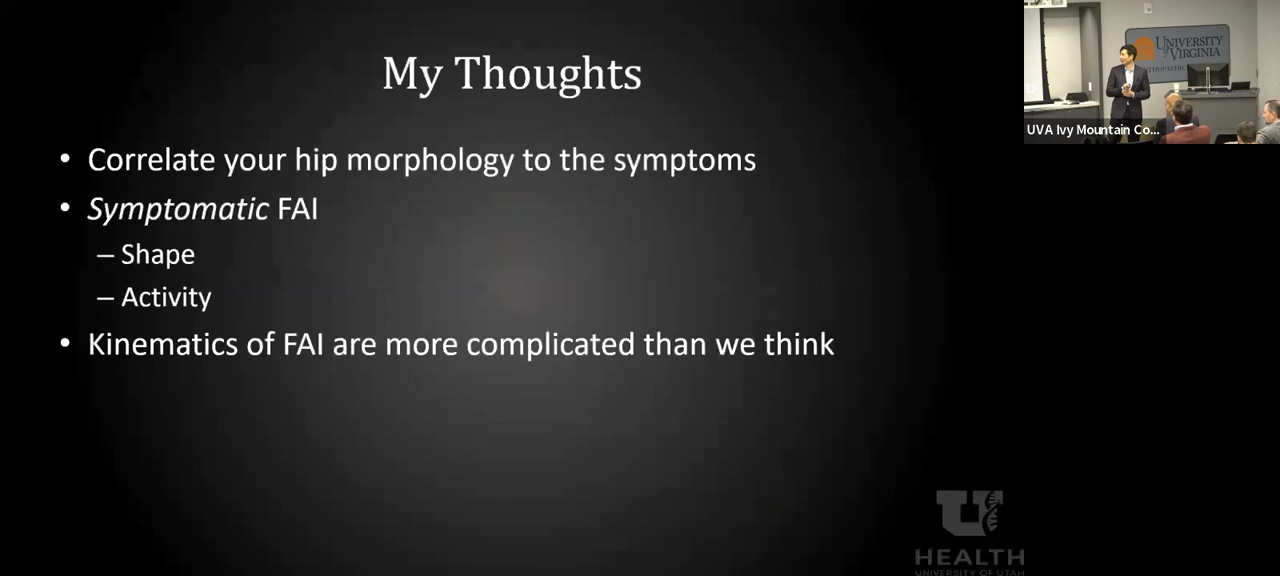 My Thoughts
• Correlate your hip morphology to the symptoms
• Symptomatic FAI
– Shape
– Activity
• Kinematics of FAI are more complicated than we think
UNIVERSITY
of VIRGINIA
UVA Ivy Mountain Co...
U
HEALTH
UNIVERSITY OF UTAH